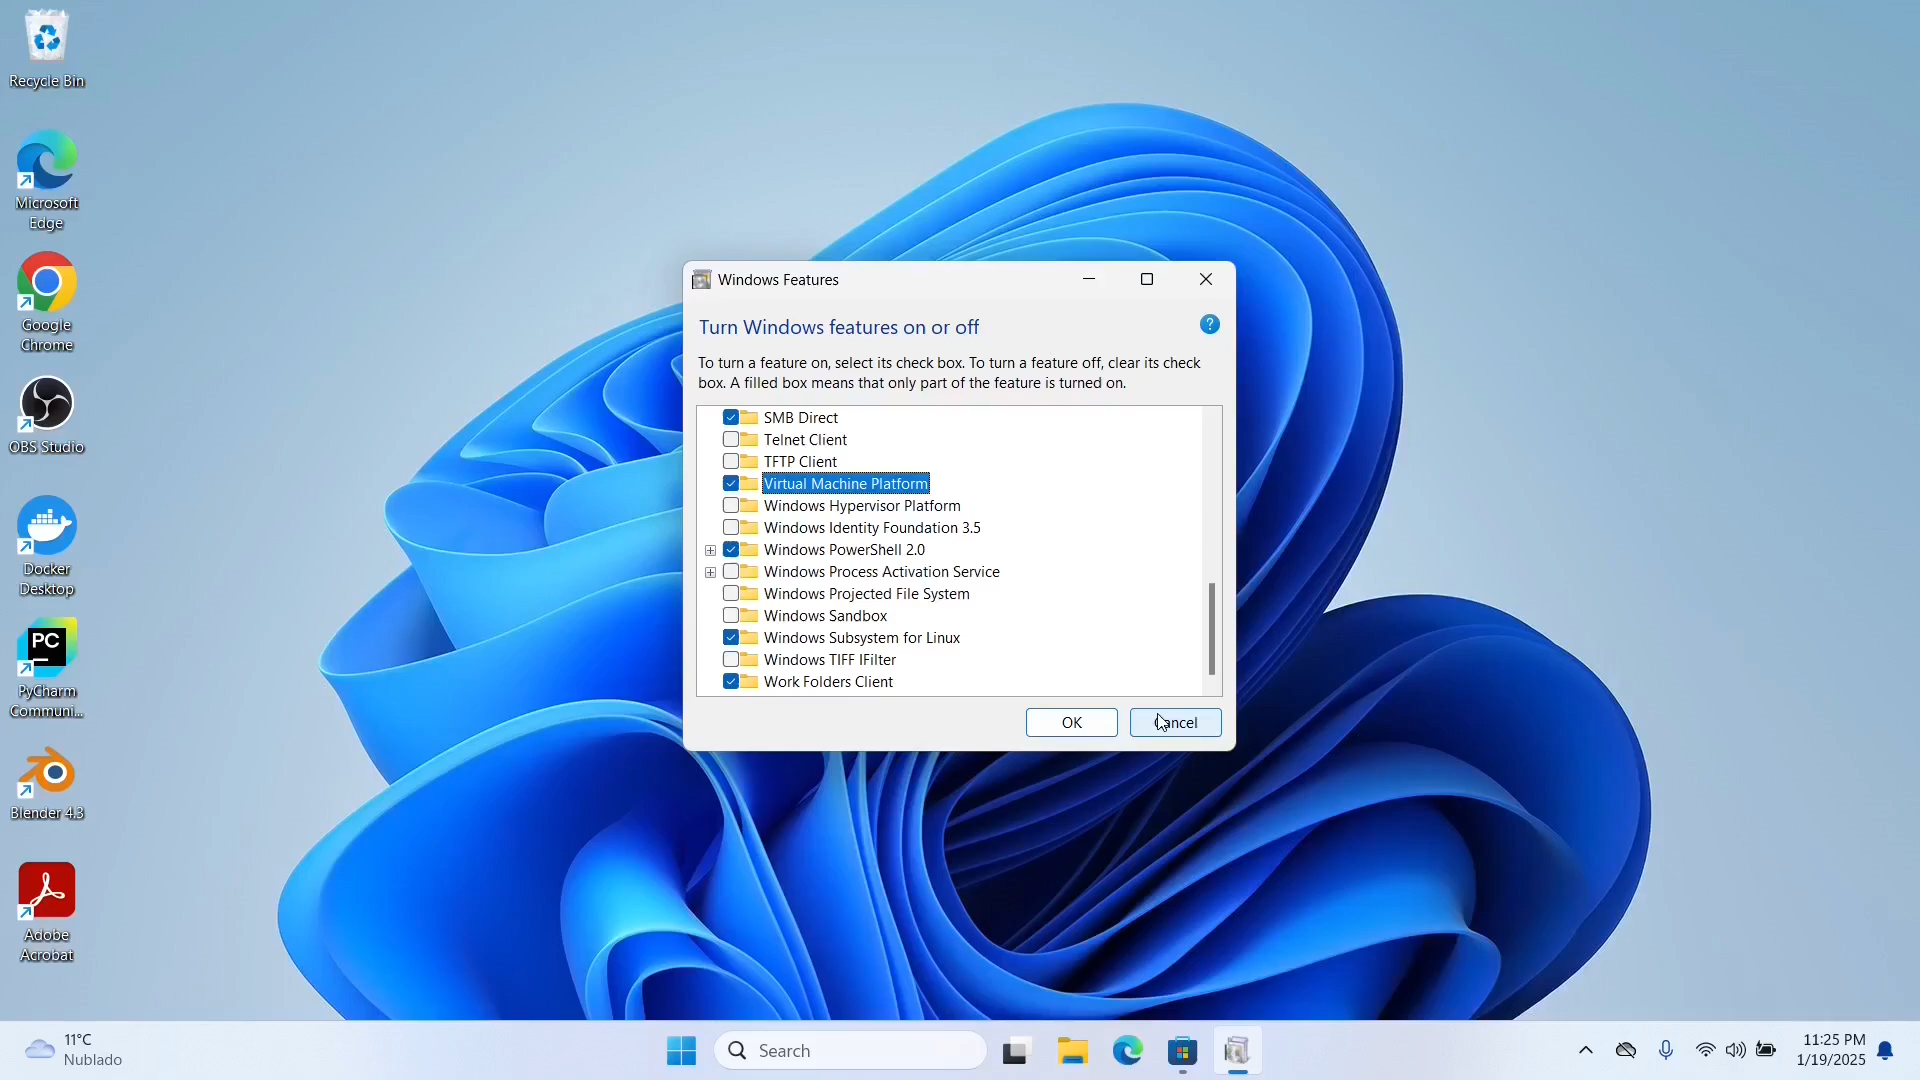 Recycle Bin
Microsoft
Edge
Google
Chrome
OBS Studio
Docker
Desktop
PC
PyCharm
Communi...
Blender 4.3
Adobe
Acrobat
Windows Features
Turn Windows features on or off
?
To turn a feature on, select its check box. To turn a feature off, clear its check
box. A filled box means that only part of the feature is turned on.
SMB Direct
Telnet Client
TFTP Client
Virtual Machine Platform
Windows Hypervisor Platform
Windows Identity Foundation 3.5
Windows PowerShell 2.0
Windows Process Activation Service
Windows Projected File System
Windows Sandbox
Windows Subsystem for Linux
Windows TIFF IFilter
Work Folders Client
OK
Cancel
11°C
Nublado
Search
11:25 PM
1/19/2025